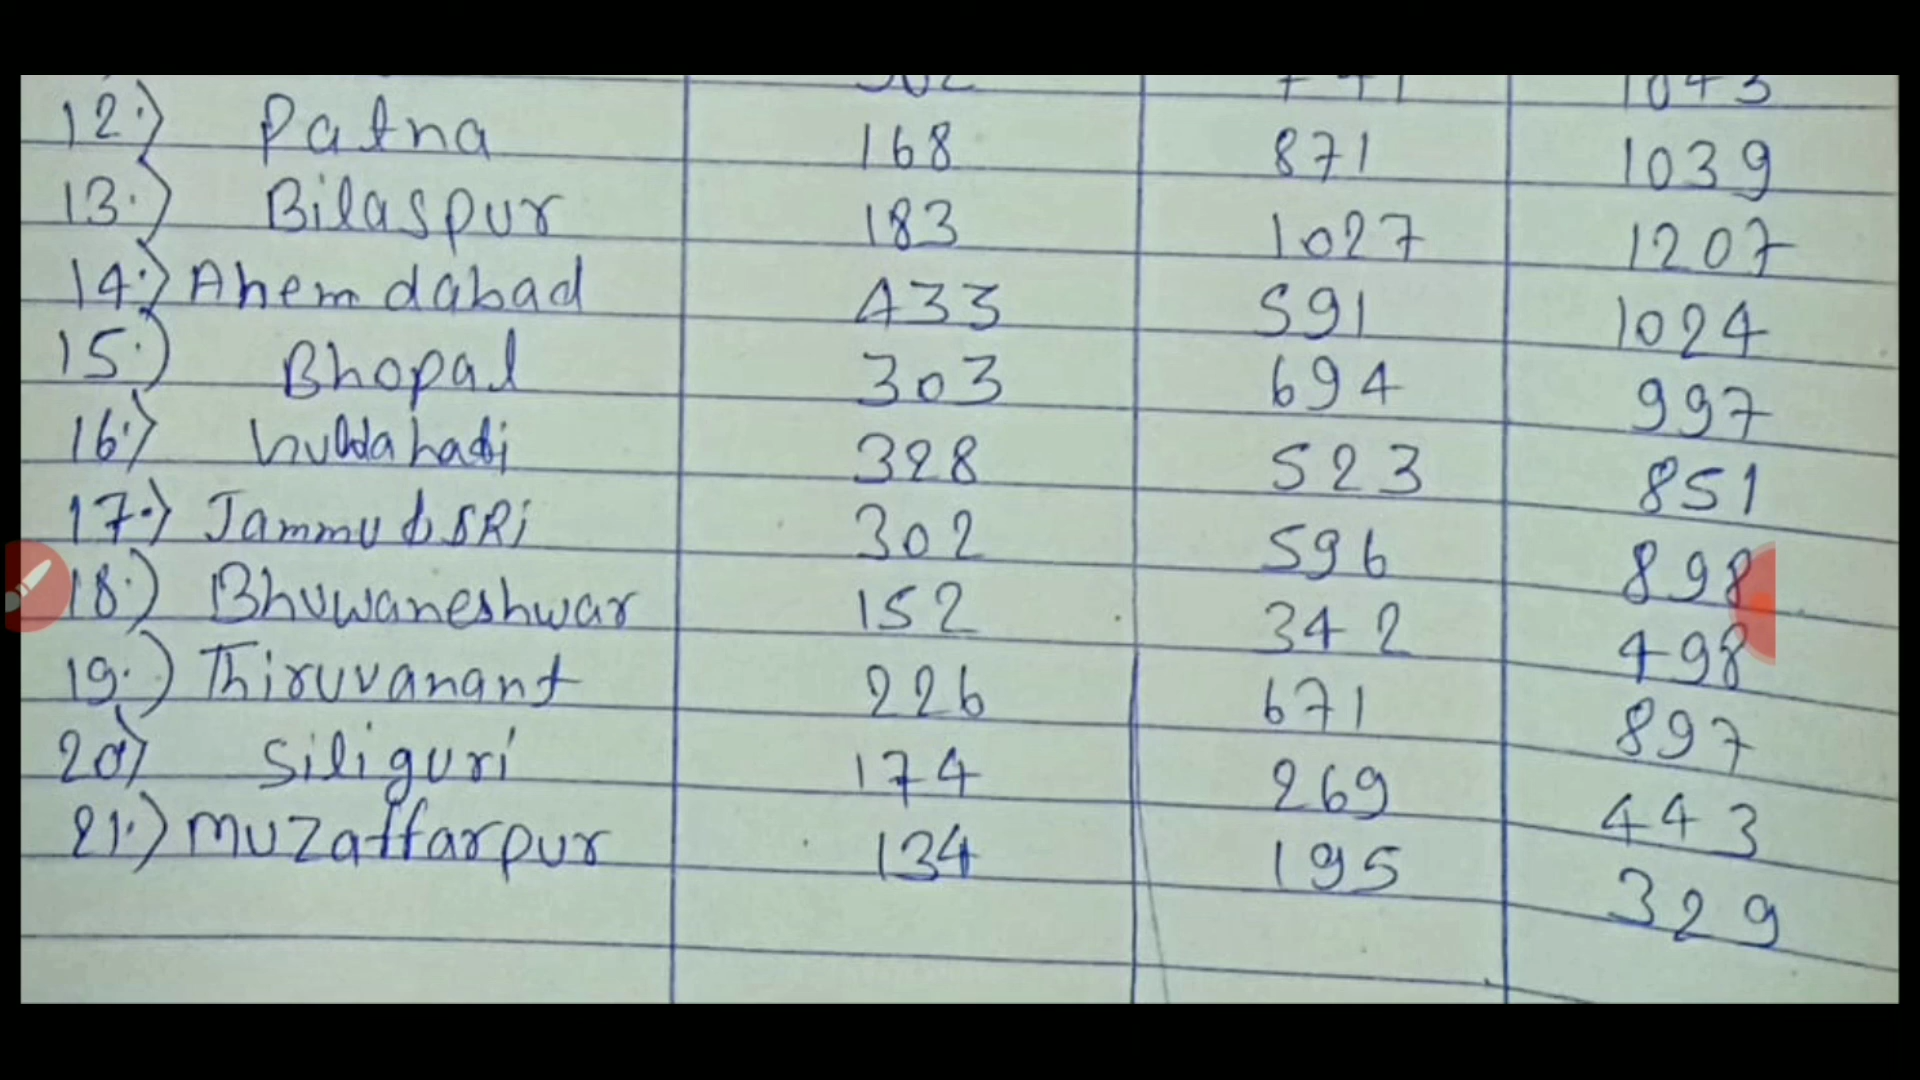 1043
12.) Patna 168 871 1039
13.) Bilaspur 183 1027 1207
14.) Ahemdabad 433 591 1024
15.) Bhopal 303 694 997
16.) 328 523 851
17.) Jammu & SRi 302 596 898
18.) Bhuwaneshwar 152 342 498
19.) Thiruvanant 226 671 897
20) Siliguri 174 269 443
21.) Muzaffarpur 134 195 329